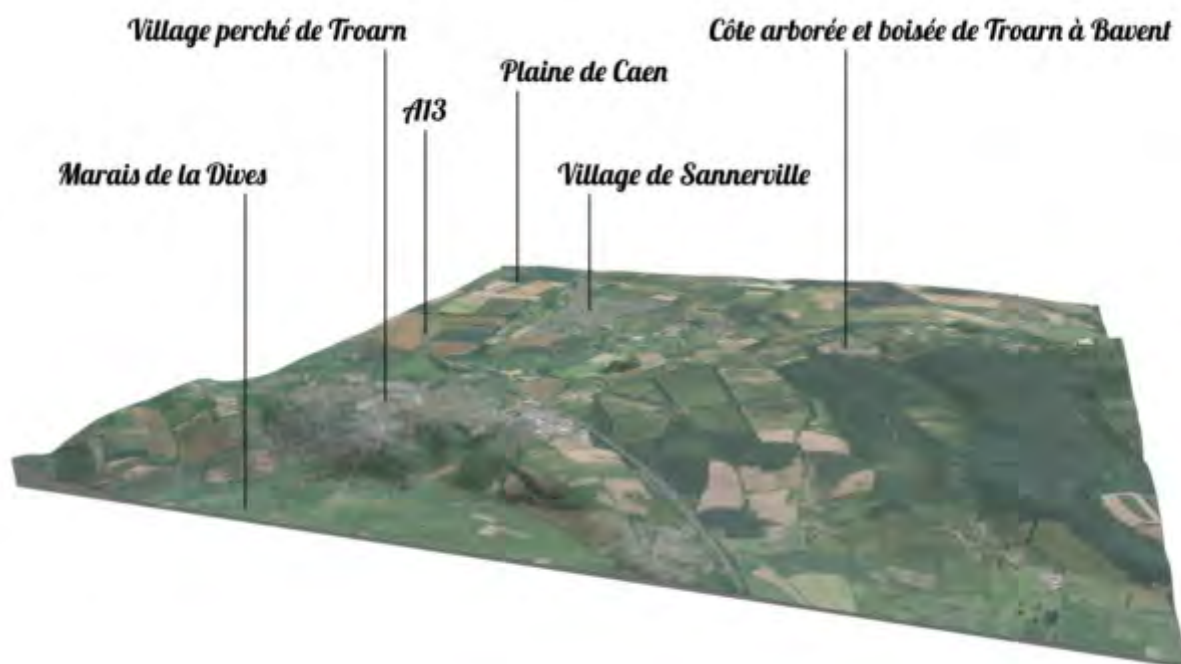 Village perché de Troarn
Côte arborée et boisée de Troarn à Bavent
Plaine de Caen
A13
Marais de la Dives
Village de Sannerville